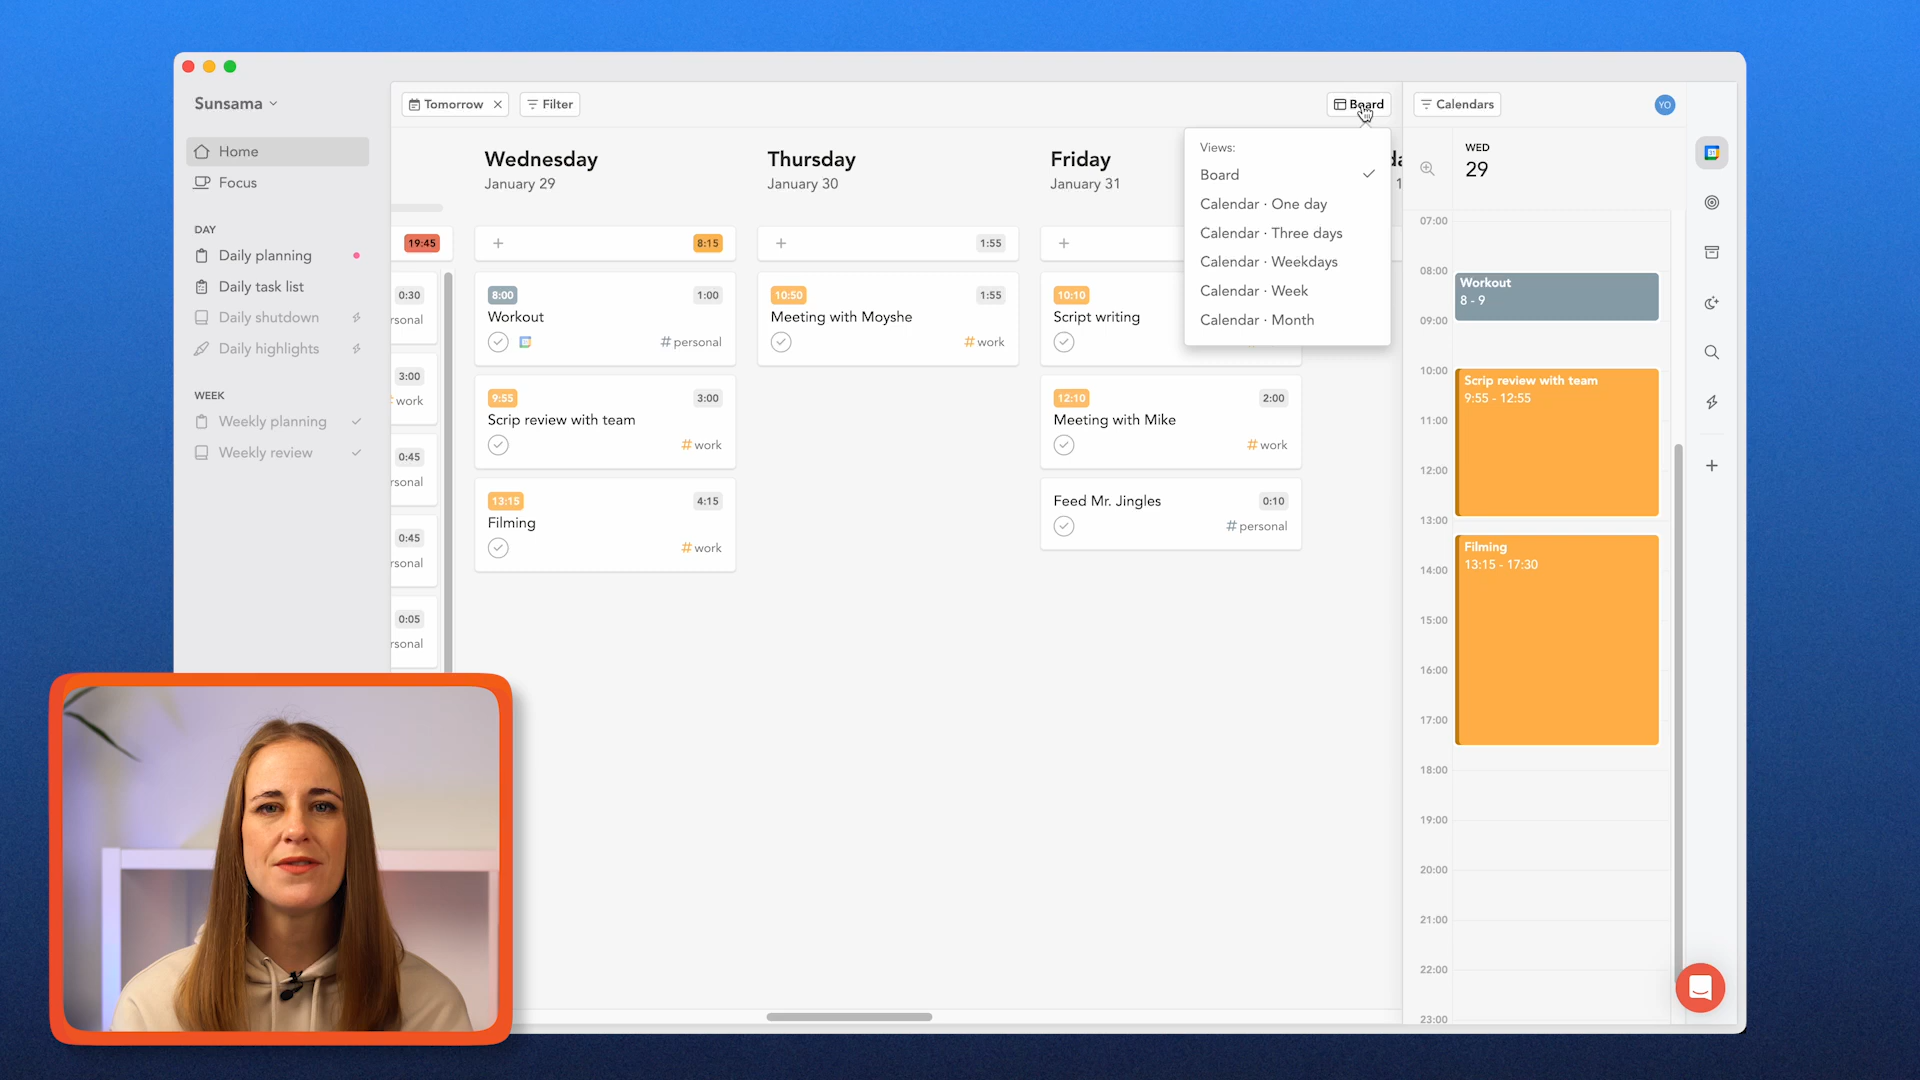 Sunsama
Home
Focus
DAY
Daily planning
Daily task list
Daily shutdown
Daily highlights
WEEK
Weekly planning
Weekly review
Tomorrow
Filter
Board
19:45
0:30
rsonal
3:00
work
0:45
rsonal
0:45
rsonal
0:05
rsonal
Wednesday
January 29
8:15
8:00
1:00
Workout
# personal
9:55
3:00
Scrip review with team
# work
13:15
4:15
Filming
# work
Thursday
January 30
1:55
10:50
1:55
Meeting with Moyshe
# work
Friday
January 31
10:10
Script writing
12:10
2:00
Meeting with Mike
# work
Feed Mr. Jingles
0:10
# personal
Views:
Board
Calendar · One day
Calendar · Three days
Calendar · Weekdays
Calendar · Week
Calendar · Month
Calendars
YO
WED
29
31
07:00
08:00
09:00
10:00
11:00
12:00
13:00
14:00
15:00
16:00
17:00
18:00
19:00
20:00
21:00
22:00
23:00
Workout
8 - 9
Scrip review with team
9:55 - 12:55
Filming
13:15 - 17:30